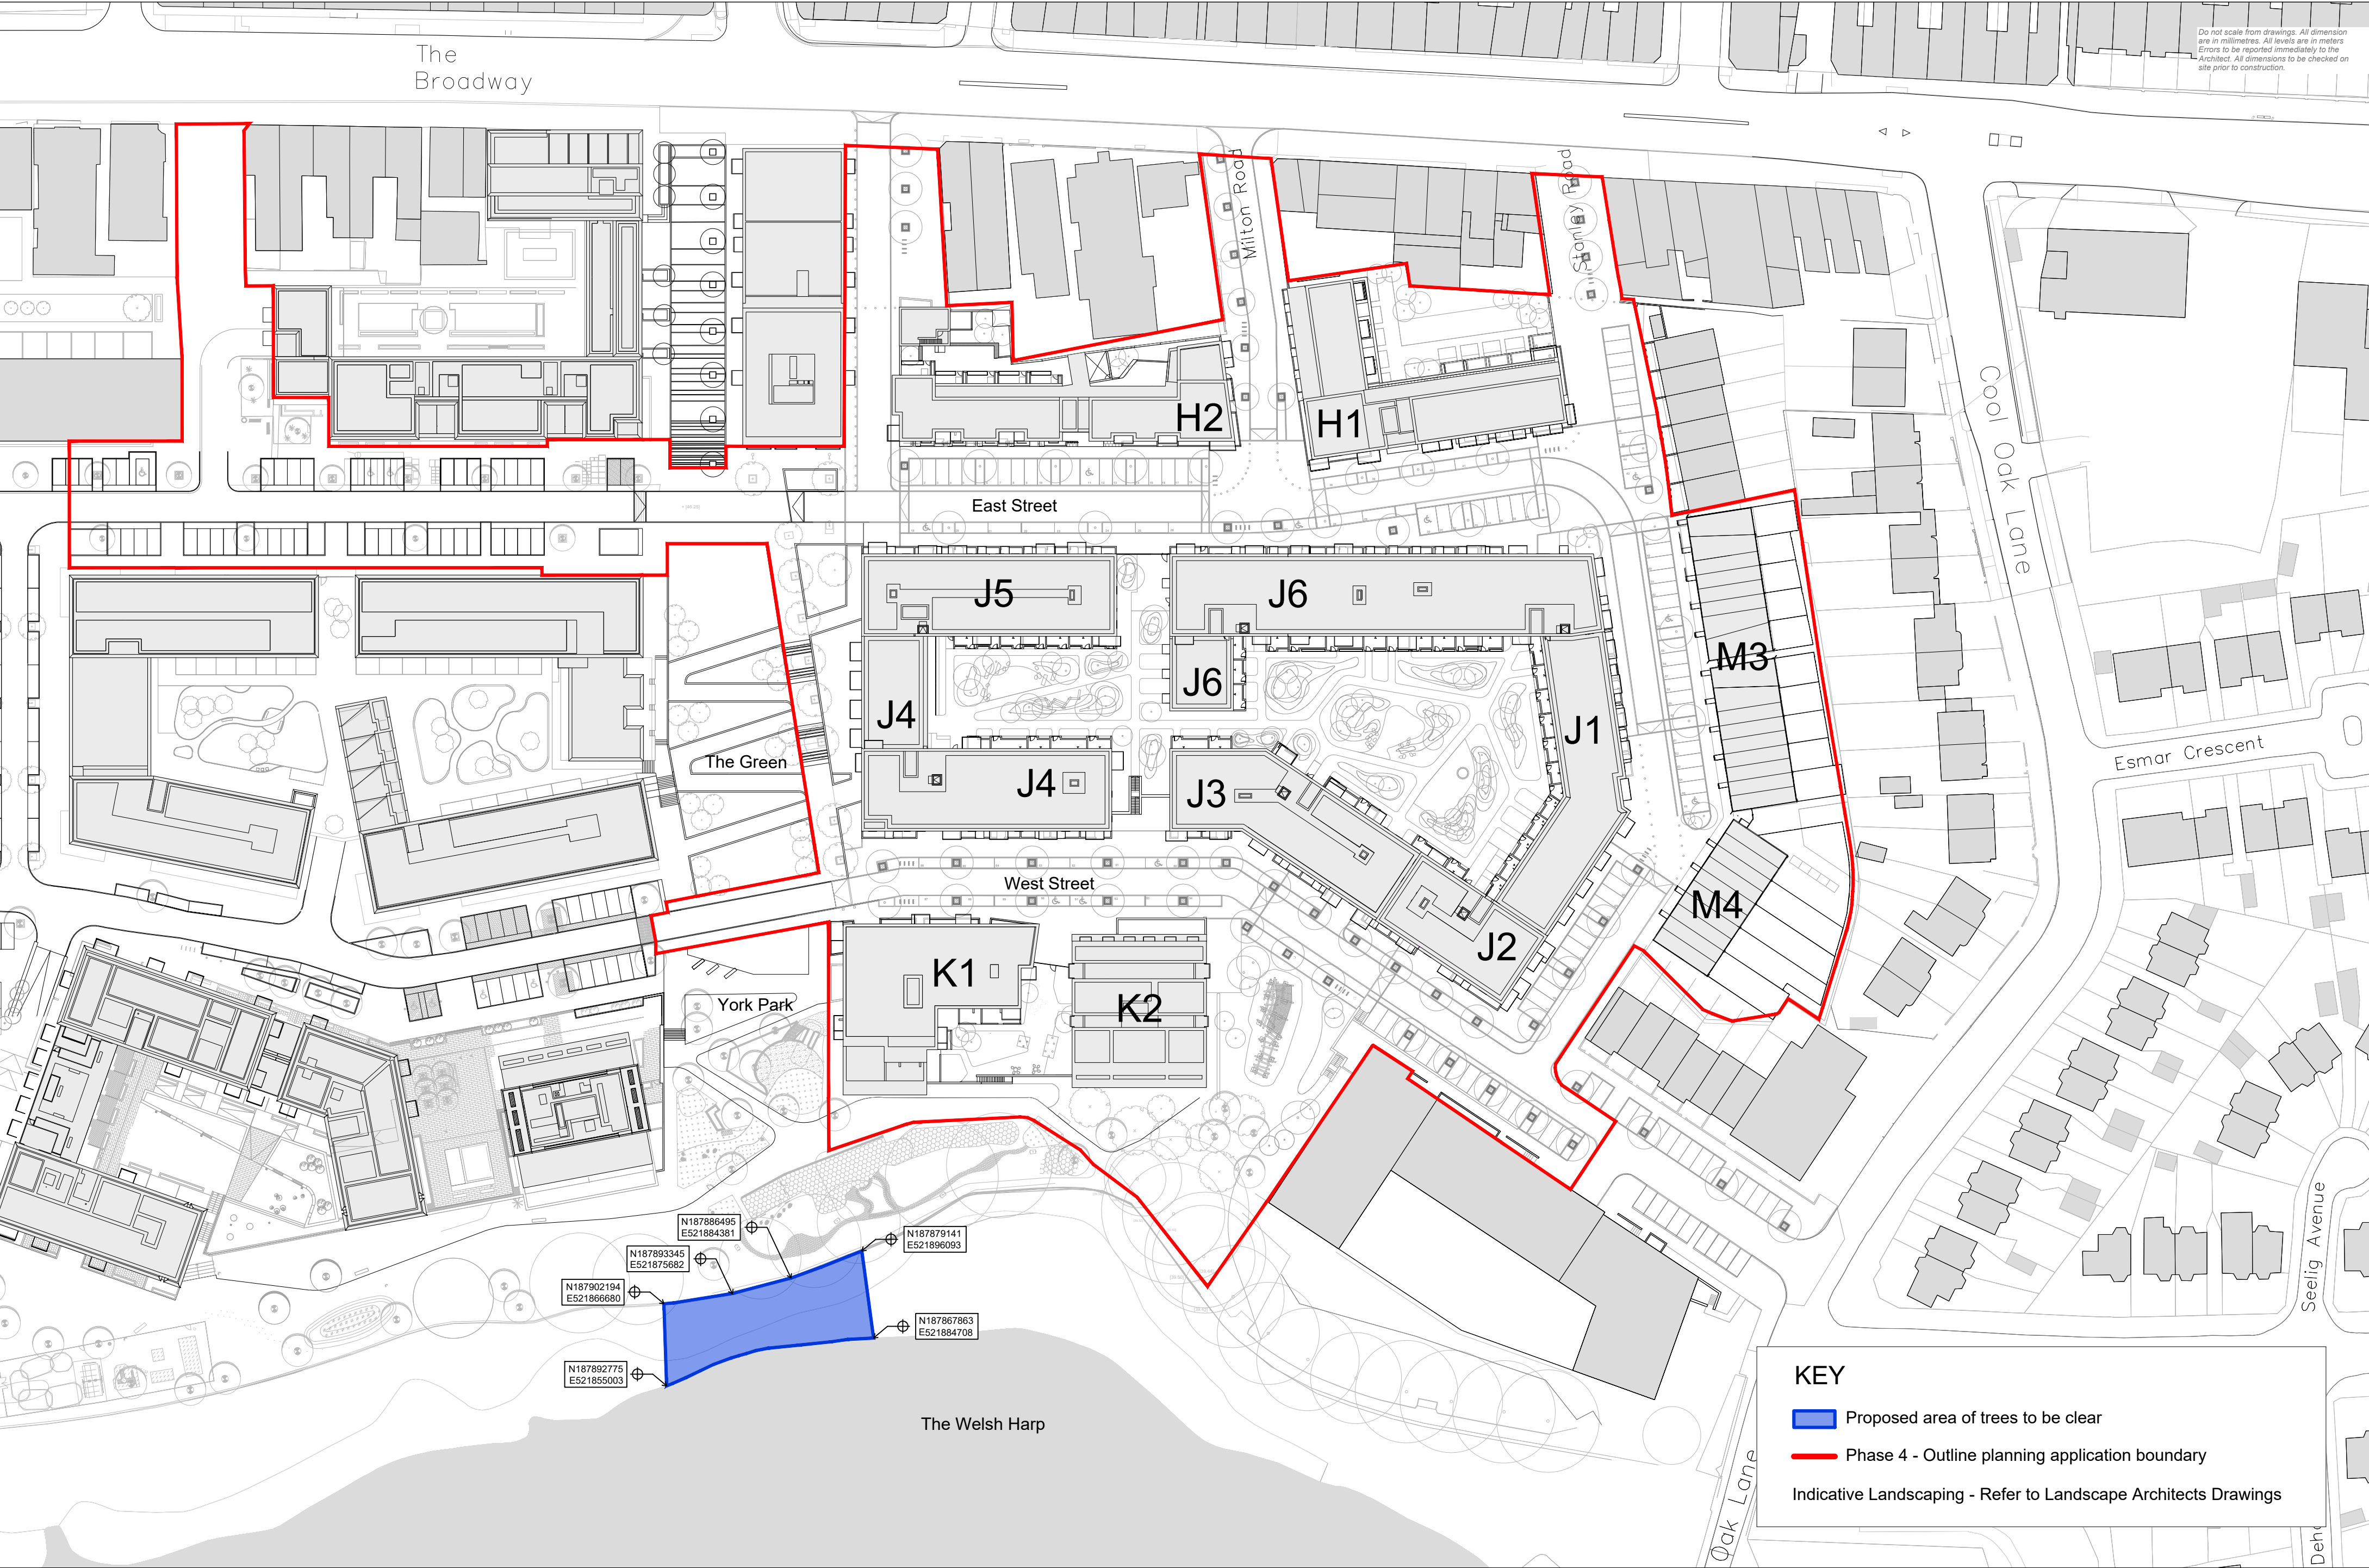 The
Broadway
Do not scale from drawings. All dimension
are in millimetres. All levels are in meters
Errors to be reported immediately to the
Architect. All dimensions to be checked on
site prior to construction.
Milton Road
Stanley Road
Cool Oak Lane
H2
H1
East Street
J5
J6
M3
J6
J4
J1
The Green
J4
J3
Esmar Crescent
West Street
M4
J2
K1
K2
York Park
N187886495
E521884381
N187879141
E521896093
N187893345
E521875682
N187902194
E521866680
N187867863
E521884708
N187892775
E521855003
The Welsh Harp
Selig Avenue
Oak Lane
KEY
Proposed area of trees to be clear
Phase 4 - Outline planning application boundary
Indicative Landscaping - Refer to Landscape Architects Drawings